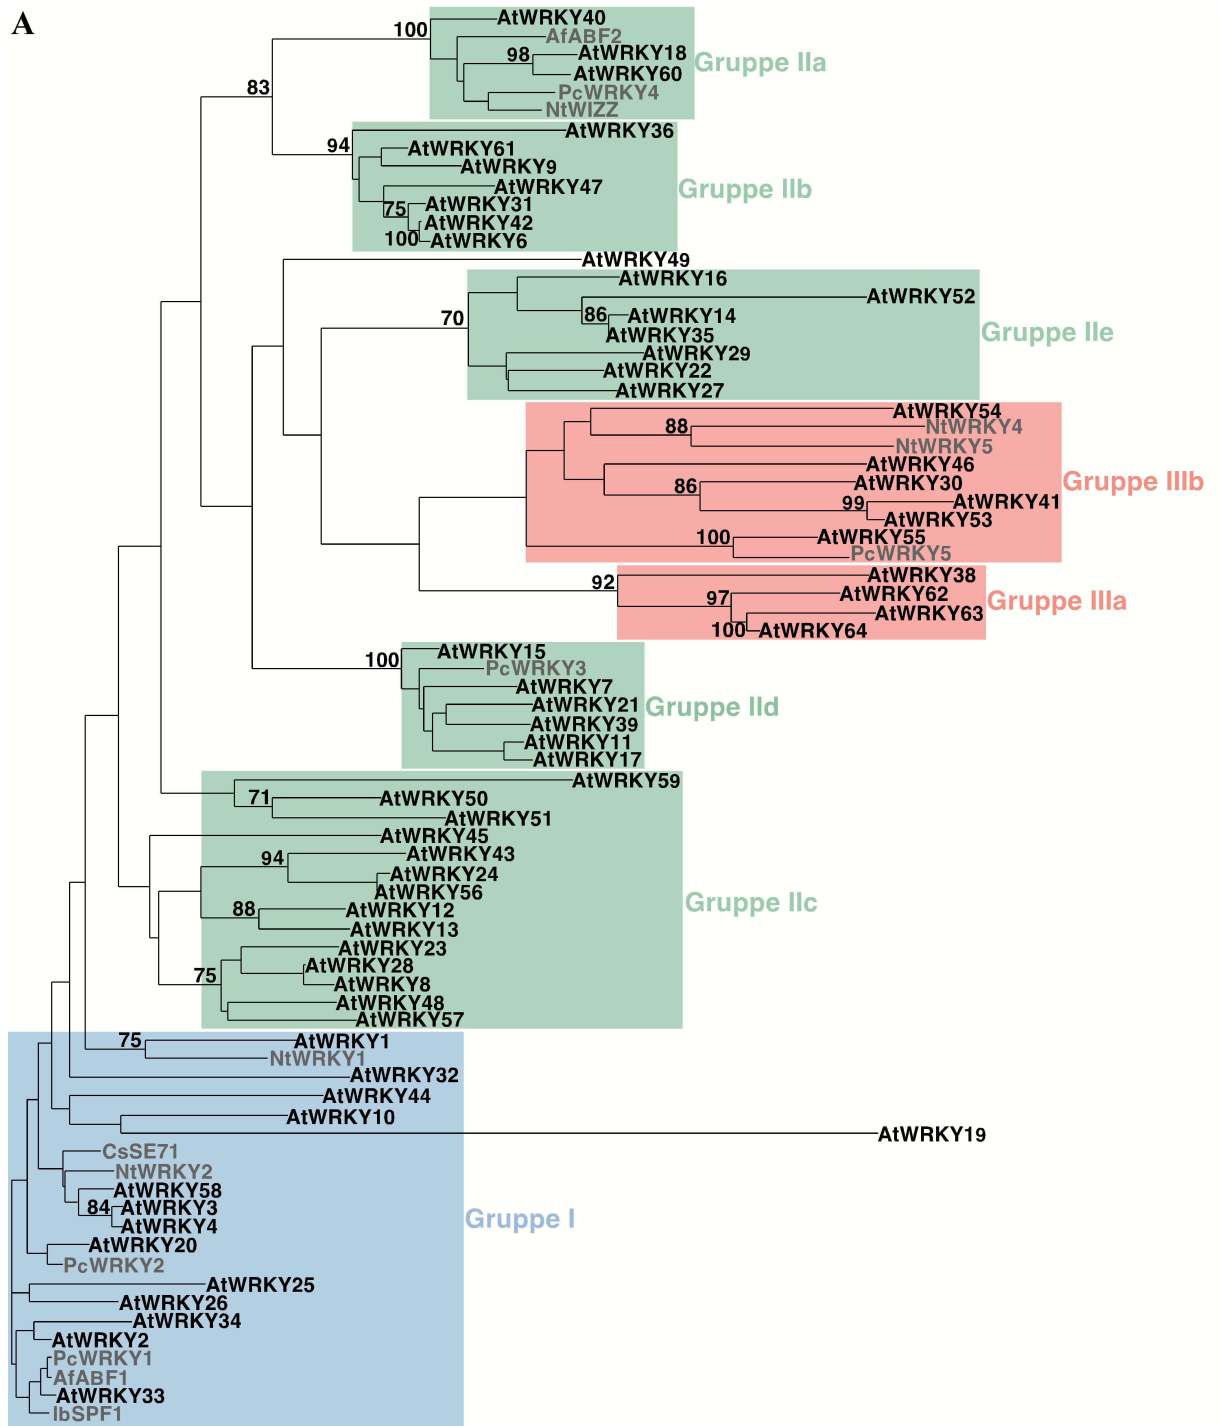 A
AtWRKY40
100
AfABF2
AtWRKY18
98
Gruppe IIa
AtWRKY60
83
PcWRKY4
NtWIZZ
AtWRKY36
94
AtWRKY61
AtWRKY9
AtWRKY47
Gruppe IIb
75
AtWRKY31
AtWRKY42
100
AtWRKY6
AtWRKY49
AtWRKY16
AtWRKY52
70
86
AtWRKY14
Gruppe IIe
AtWRKY35
AtWRKY29
AtWRKY22
AtWRKY27
AtWRKY54
88
NtWRKY4
NtWRKY5
AtWRKY46
86
AtWRKY30
Gruppe IIIb
99
AtWRKY41
AtWRKY53
100
AtWRKY55
PcWRKY5
92
AtWRKY38
97
AtWRKY62
Gruppe IIIa
AtWRKY63
100
AtWRKY64
AtWRKY15
100
PcWRKY3
AtWRKY7
AtWRKY21
Gruppe IId
AtWRKY39
AtWRKY11
AtWRKY17
AtWRKY59
71
AtWRKY50
AtWRKY51
AtWRKY45
94
AtWRKY43
AtWRKY24
AtWRKY56
Gruppe IIc
88
AtWRKY12
AtWRKY13
AtWRKY23
75
AtWRKY28
AtWRKY8
AtWRKY48
AtWRKY57
75
AtWRKY1
NtWRKY1
AtWRKY32
AtWRKY44
AtWRKY10
AtWRKY19
CsSE71
NtWRKY2
AtWRKY58
84
AtWRKY3
Gruppe I
AtWRKY4
AtWRKY20
PcWRKY2
AtWRKY25
AtWRKY26
AtWRKY34
AtWRKY2
PcWRKY1
AfABF1
AtWRKY33
IbSPF1